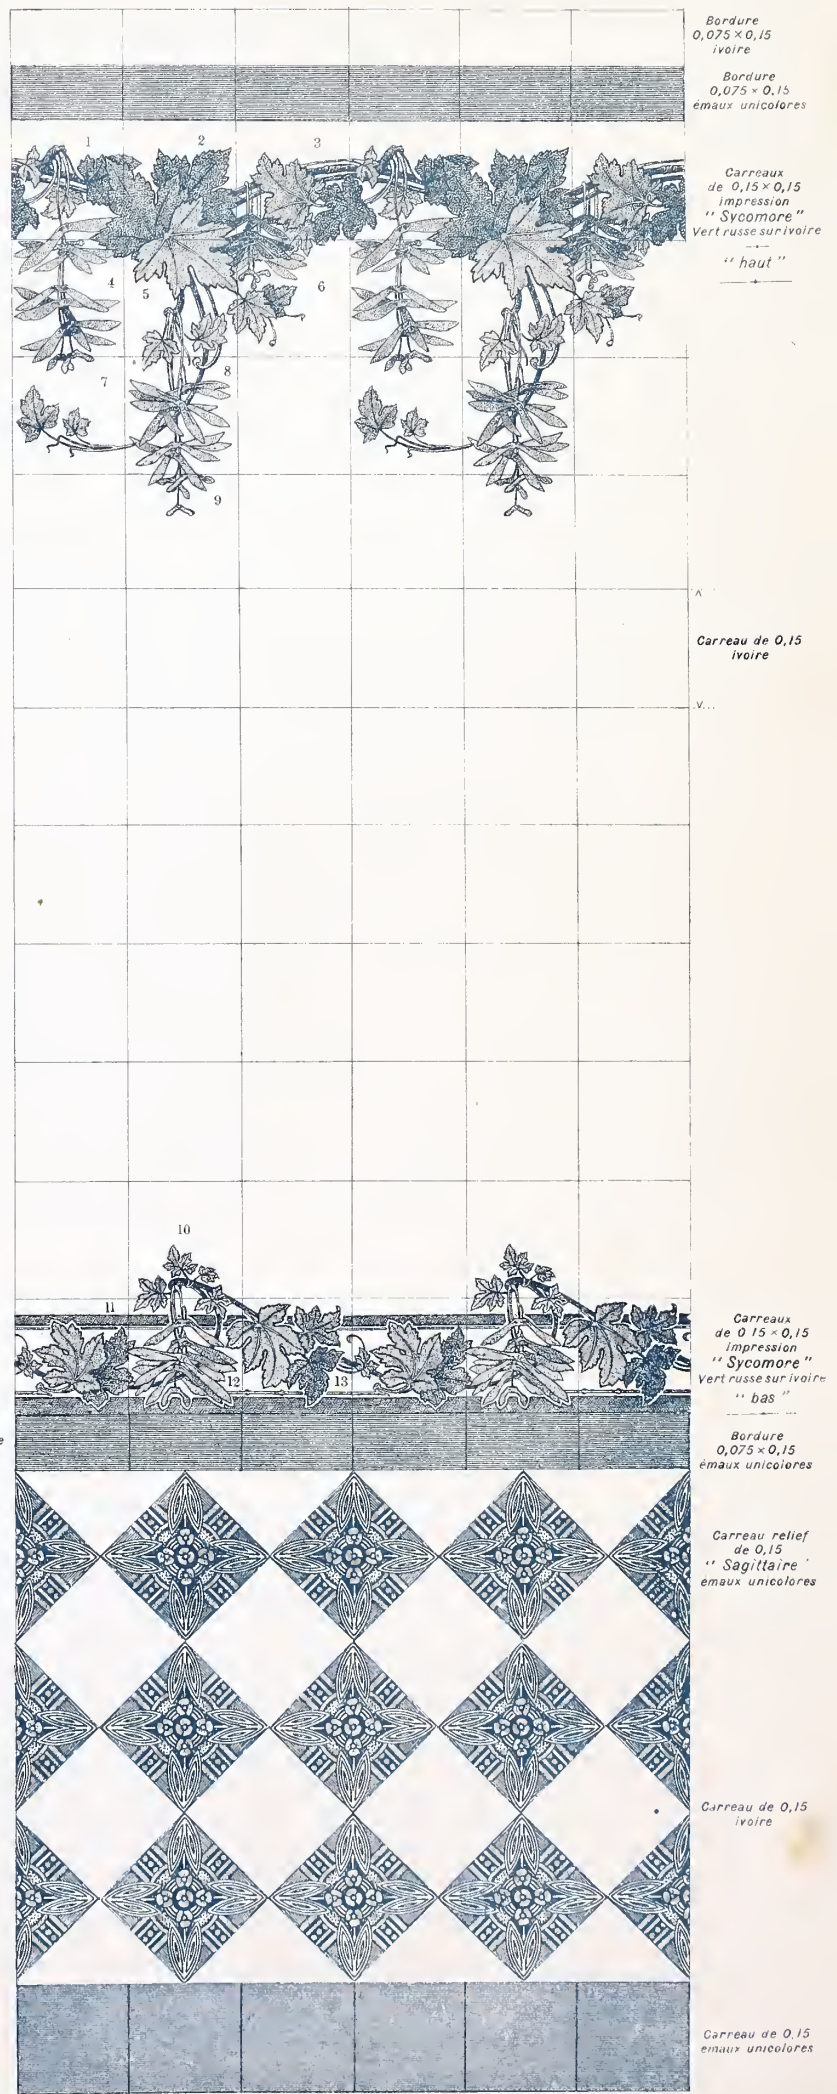 Bordure
0,075 × 0,15
ivoire
Bordure
0,075 × 0,15
émaux unicolores
1 2 3
Carreaux
de 0,15 × 0,15
impression
“ Sycomore ”
Vert russe sur ivoire
“ haut ”
4 5 6
7 8
9
Carreau de 0,15
ivoire
10
11
12 13
Carreaux
de 0 15 × 0,15
impression
“ Sycomore ”
Vert russe sur ivoire
“ bas ”
e
Bordure
0,075 × 0,15
émaux unicolores
Carreau relief
de 0,15
“ Sagittaire ’
émaux unicolores
Carreau de 0,15
ivoire
Carreau de 0,15
émaux unicolores